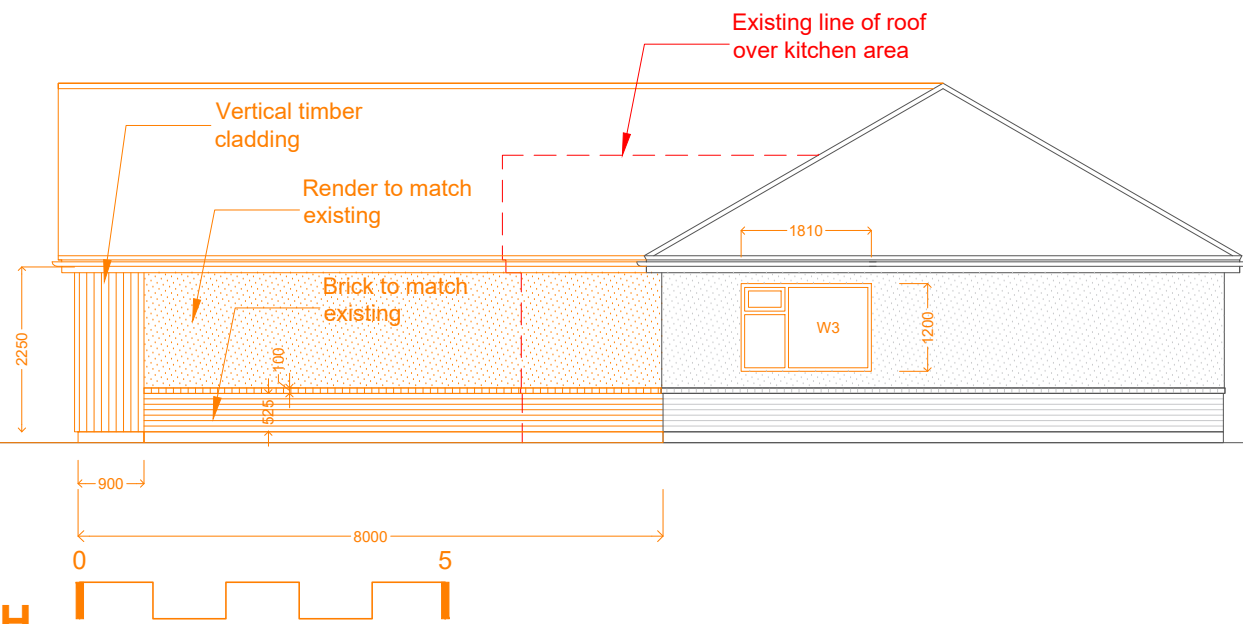 Existing line of roof
over kitchen area
Vertical timber
cladding
Render to match
existing
1810
Brick to match
existing
W3
1200
2250
100
525
900
8000
0 5